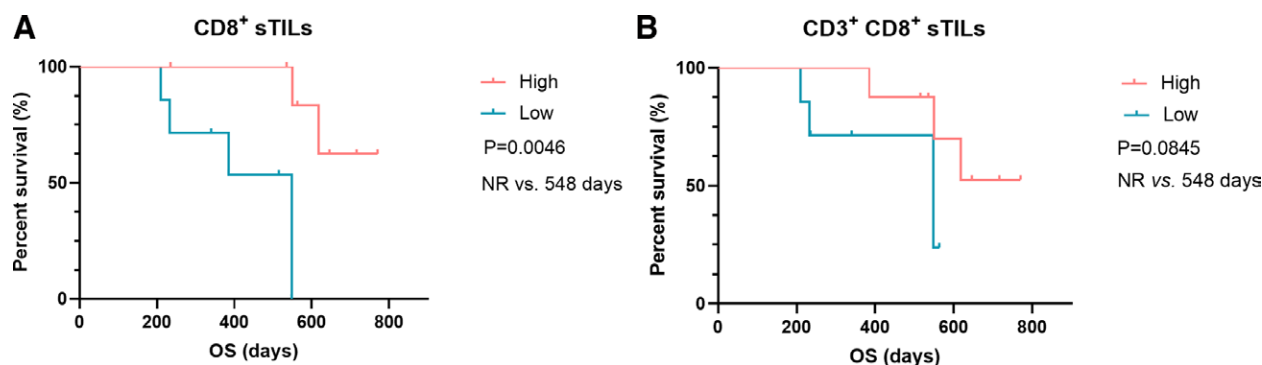 A
CD8⁺ sTILs
Percent survival (%)
100
50
0
0 200 400 600 800
OS (days)
High
Low
P=0.0046
NR vs. 548 days
B
CD3⁺ CD8⁺ sTILs
Percent survival (%)
100
50
0
0 200 400 600 800
OS (days)
High
Low
P=0.0845
NR vs. 548 days